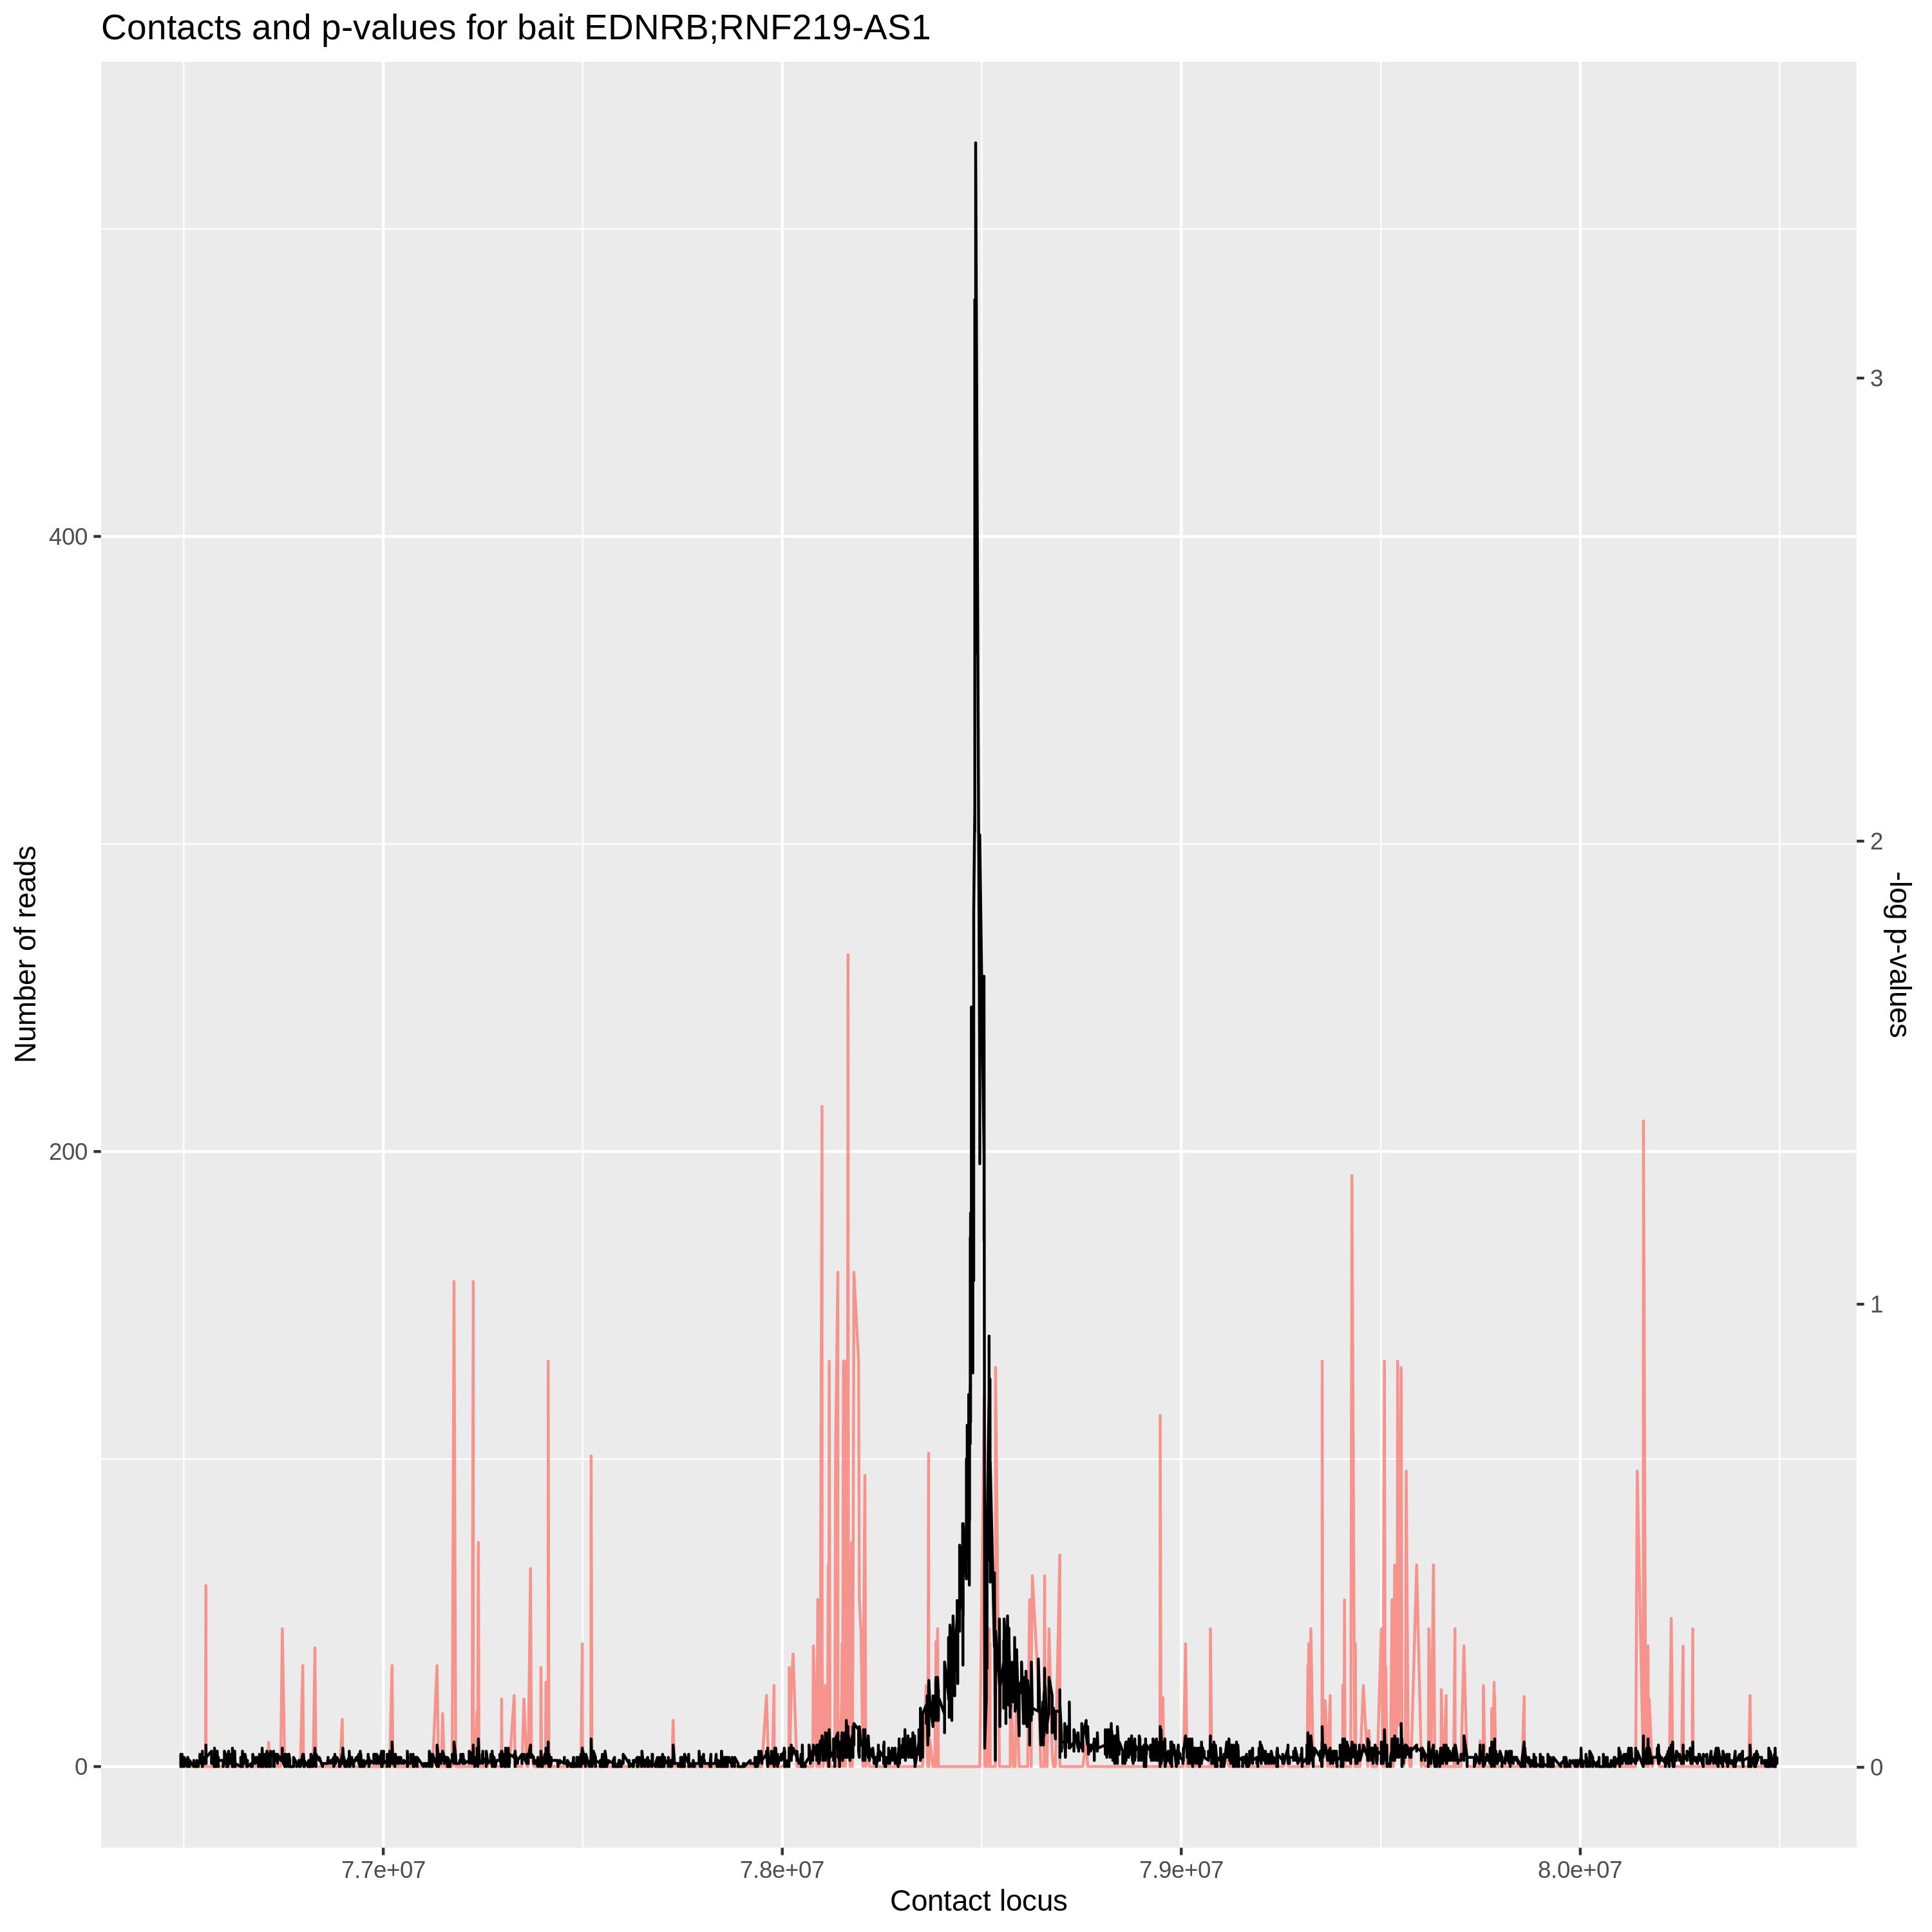 Contacts and p-values for bait EDNRB;RNF219-AS1
400
200
0
Number of reads
3
2
1
0
-log p-values
7.7e+07
7.8e+07
7.9e+07
8.0e+07
Contact locus